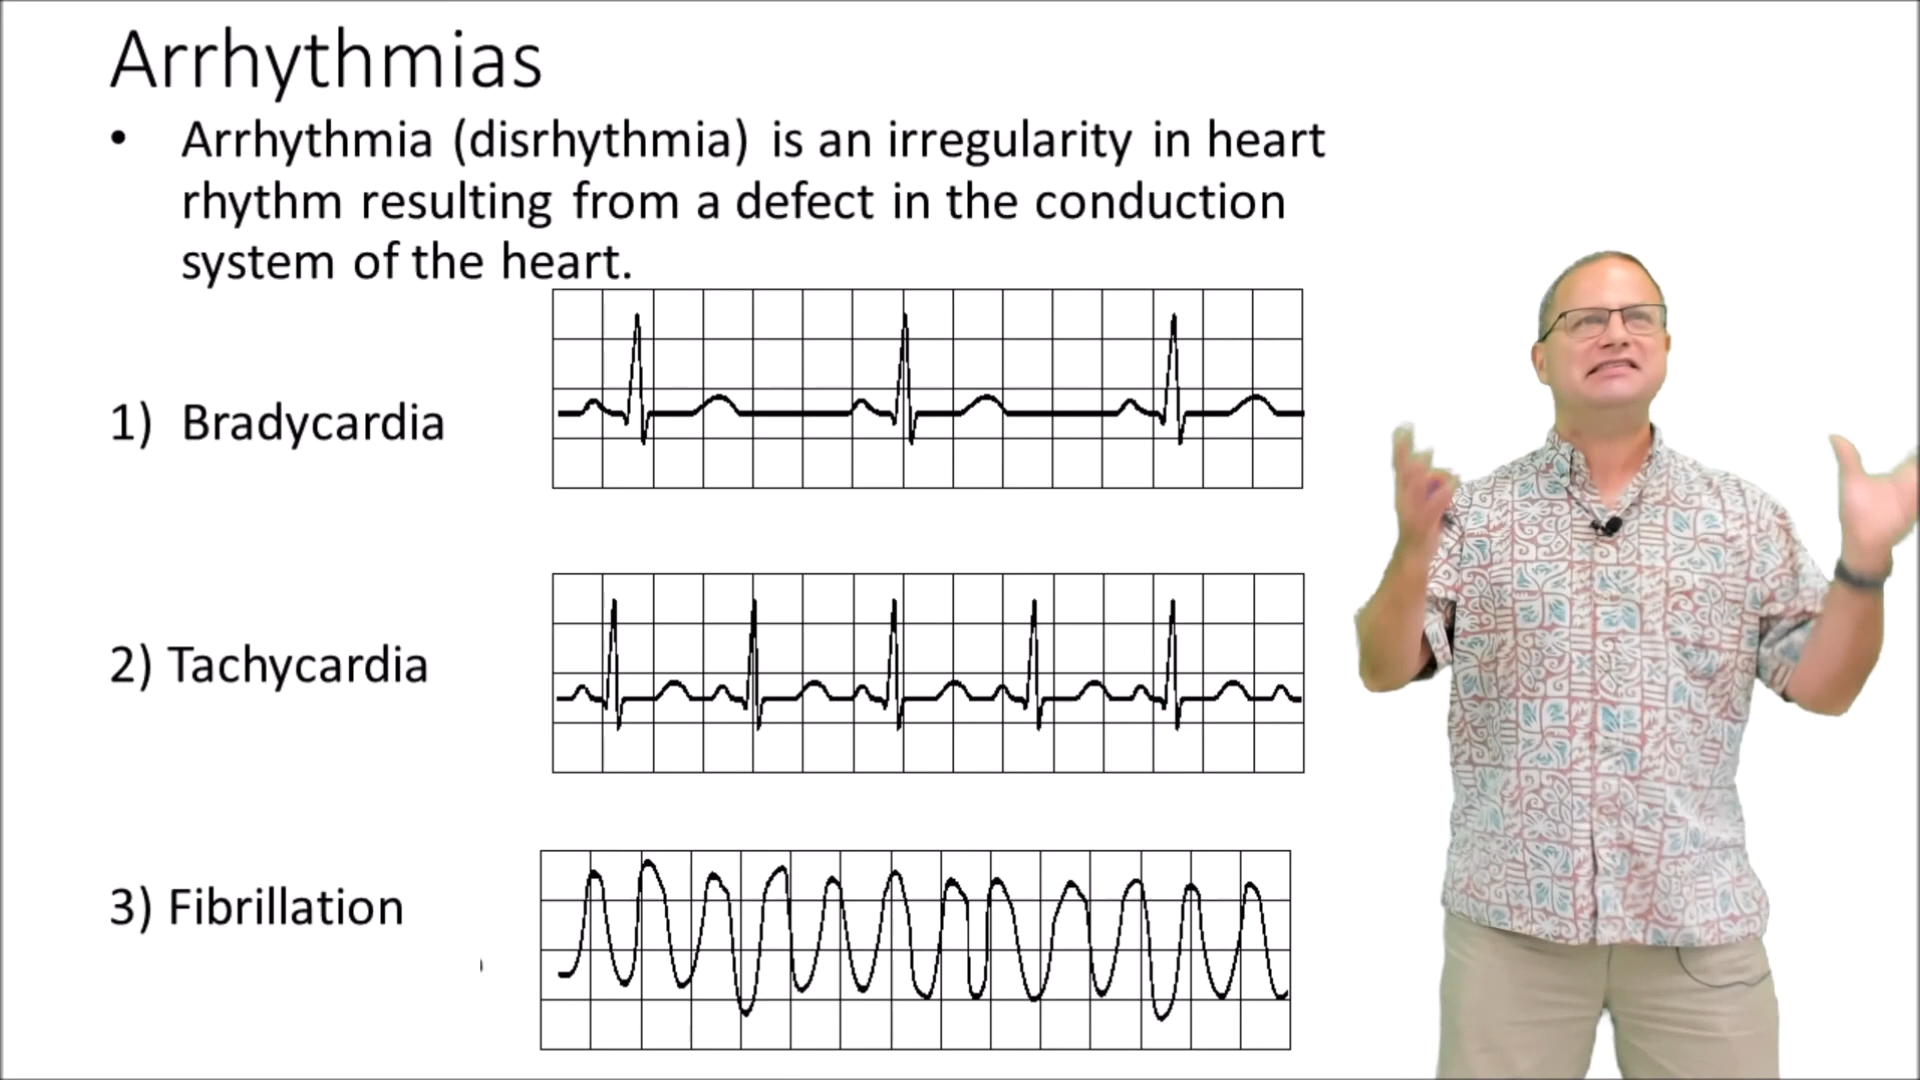 Arrhythmias
• Arrhythmia (disrhythmia) is an irregularity in heart
rhythm resulting from a defect in the conduction
system of the heart.
1) Bradycardia
2) Tachycardia
3) Fibrillation